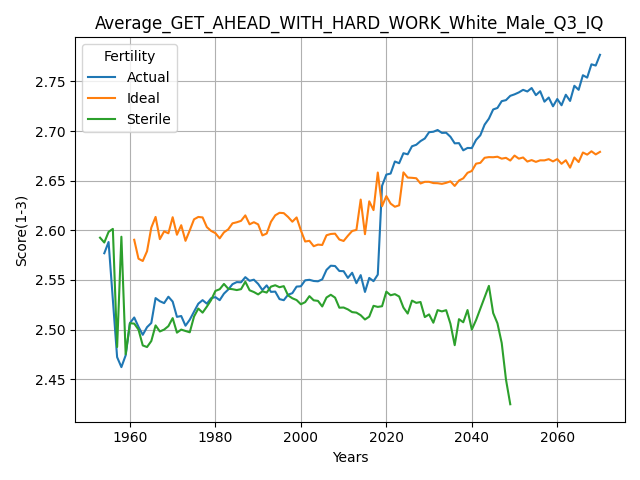 Average_GET_AHEAD_WITH_HARD_WORK_White_Male_Q3_IQ
Fertility
Actual
Ideal
Sterile
Score(1-3)
2.75
2.70
2.65
2.60
2.55
2.50
2.45
1960 1980 2000 2020 2040 2060
Years